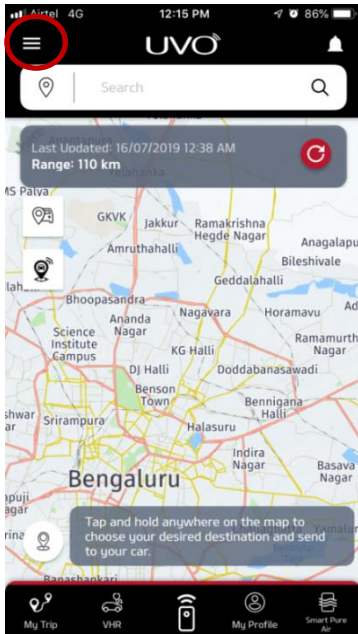 Airtel 4G 12:15 PM 86%
UVO
Search
Last Updated: 16/07/2019 12:38 AM
Range: 110 km
MS Palya
GKVK
Jakkur
Ramakrishna
Hegde Nagar
Anagalapu
Amruthahalli
Bileshivale
Geddalahalli
Bhoopasandra
Nagavara
Horamavu
Ananda
Nagar
Science
Institute
Campus
KG Halli
Ramamurth
Nagar
DJ Halli
Doddabanasawadi
Benson
Town
Bennigana
Halli
shwar
Srirampura
Halasuru
Indira
Nagar
Basava
Nagar
Bengaluru
apuji
agar
Tap and hold anywhere on the map to
choose your desired destination and send
to your car.
Banashankari
My Trip VHR My Profile Smart Pure
Air